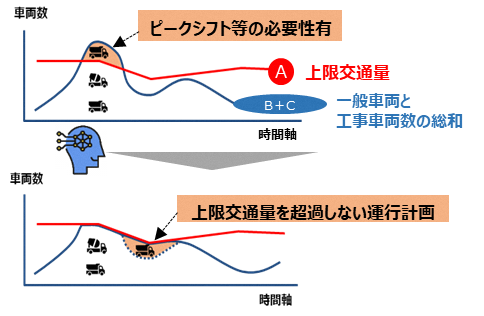 車両数
ピークシフト等の必要性有
A
上限交通量
B+C
一般車両と
工事車両数の総和
時間軸
車両数
上限交通量を超過しない運行計画
時間軸